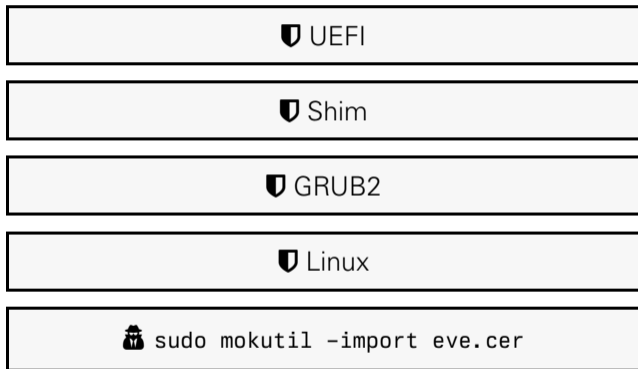 UEFI
Shim
GRUB2
Linux
sudo mokutil –import eve.cer